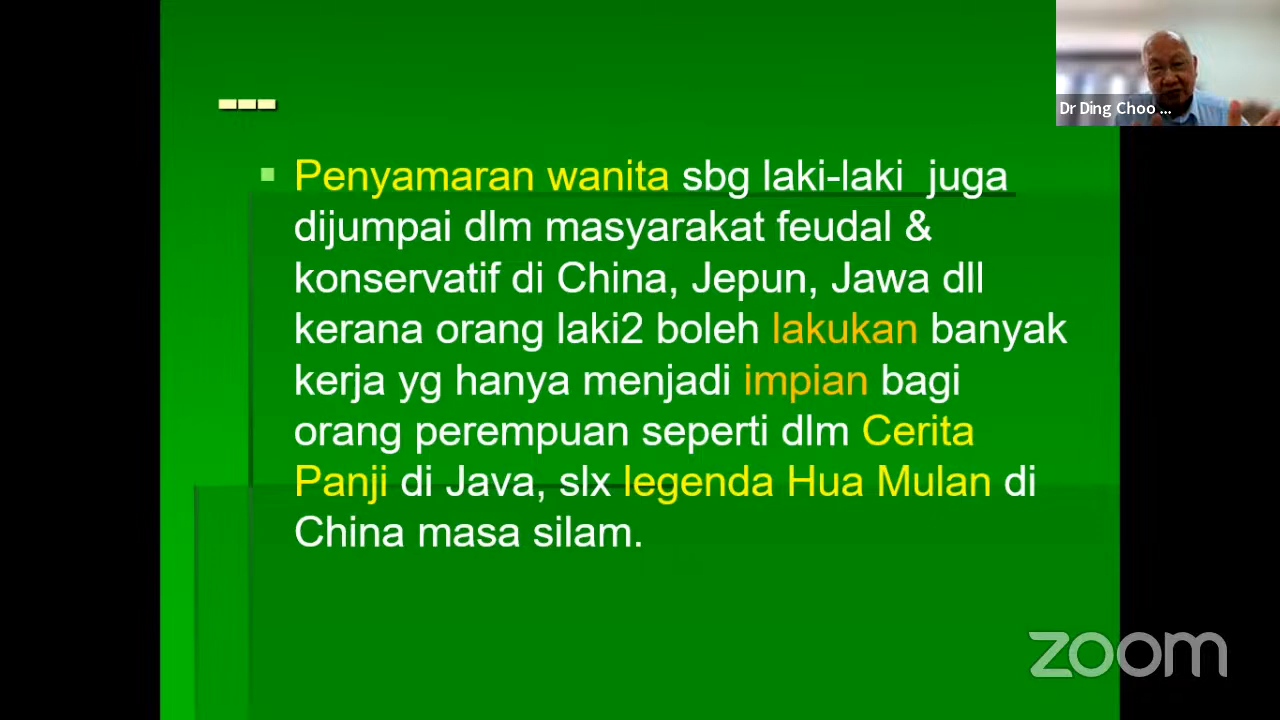 ---
Dr Ding Choo ...
Penyamaran wanita sbg laki-laki juga
dijumpai dlm masyarakat feudal &
konservatif di China, Jepun, Jawa dll
kerana orang laki2 boleh lakukan banyak
kerja yg hanya menjadi impian bagi
orang perempuan seperti dlm Cerita
Panji di Java, slx legenda Hua Mulan di
China masa silam.
zoom